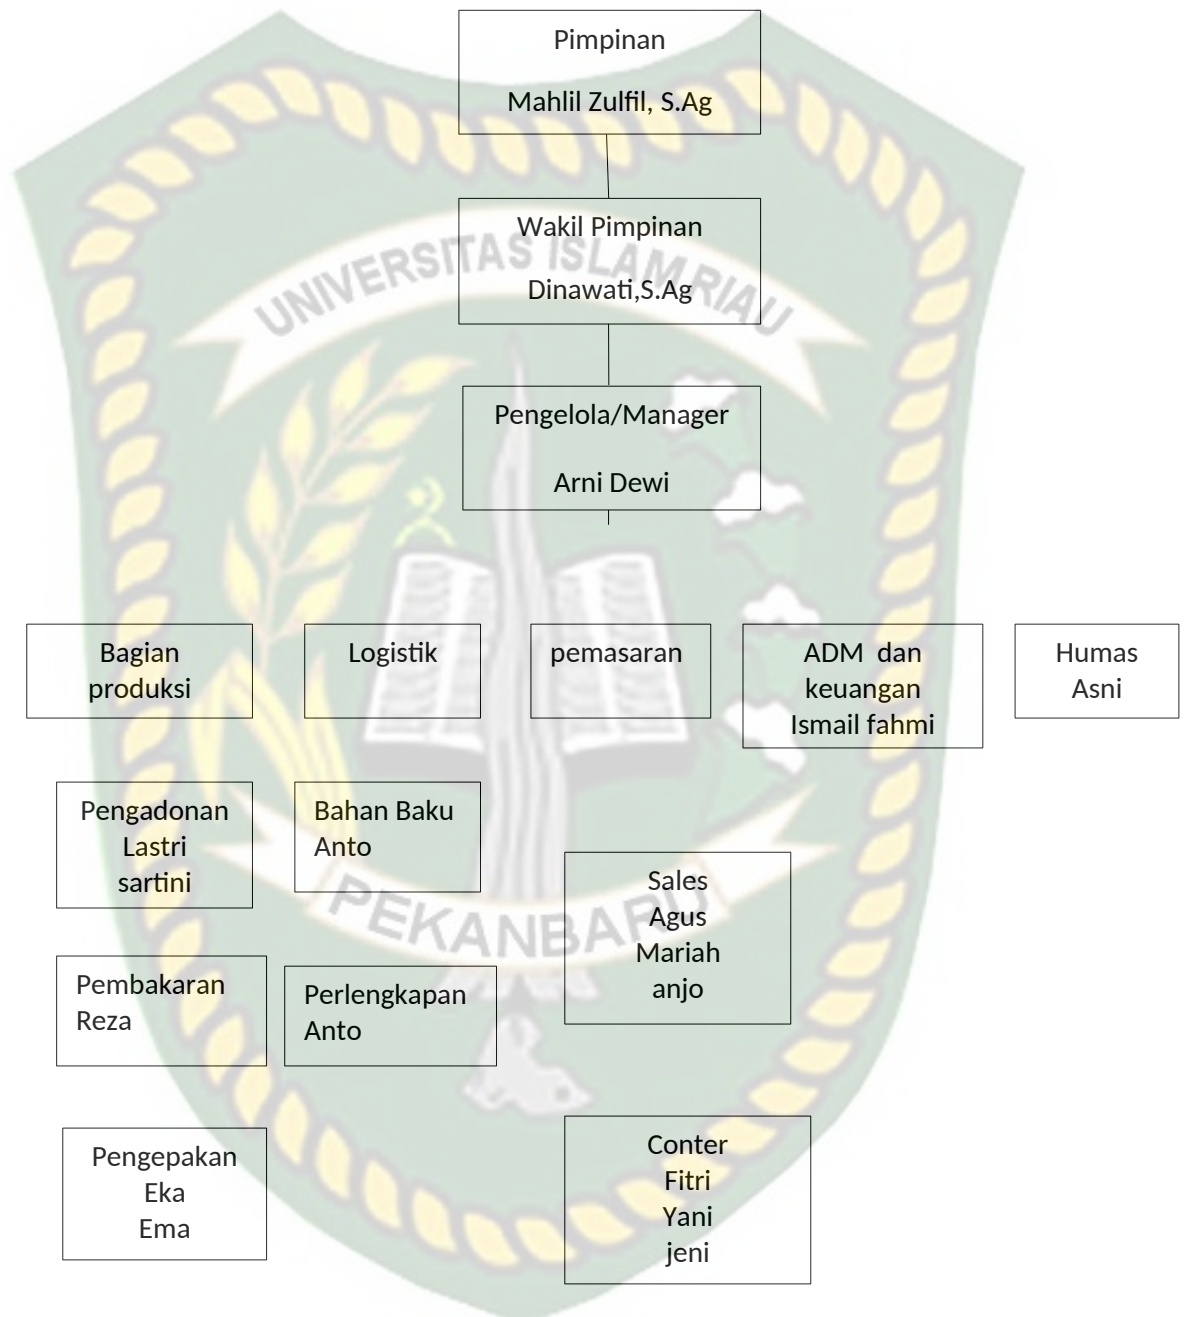 Pimpinan
Mahlil Zulfil, S.Ag
Wakil Pimpinan
Dinawati,S.Ag
UNIVERSITAS ISLAM RIAU
Pengelola/Manager
Arni Dewi
Bagian
produksi
Logistik
pemasaran
ADM dan
keuangan
Ismail fahmi
Humas
Asni
Pengadonan
Lastri
sartini
Bahan Baku
Anto
Sales
Agus
Mariah
anjo
PEKANBARU
Pembakaran
Reza
Perlengkapan
Anto
Pengepakan
Eka
Ema
Conter
Fitri
Yani
jeni